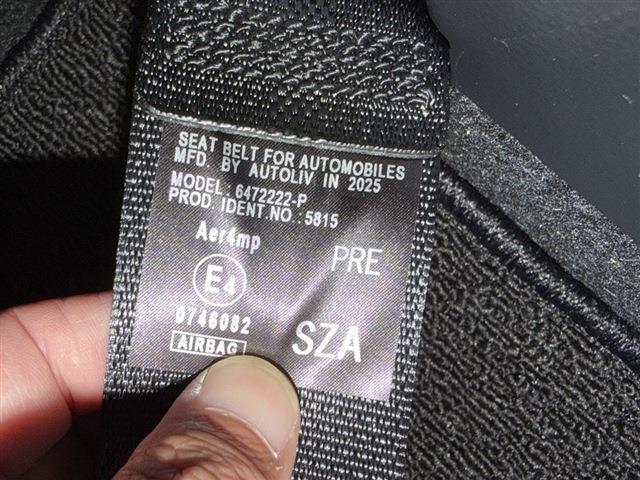 SEAT BELT FOR AUTOMOBILES
MFD. BY AUTOLIV IN 2025
MODEL: 6472222-P
PROD. IDENT.NO.:5815
Aer4mp
PRE
E4
0746082
SZA
AIRBAG